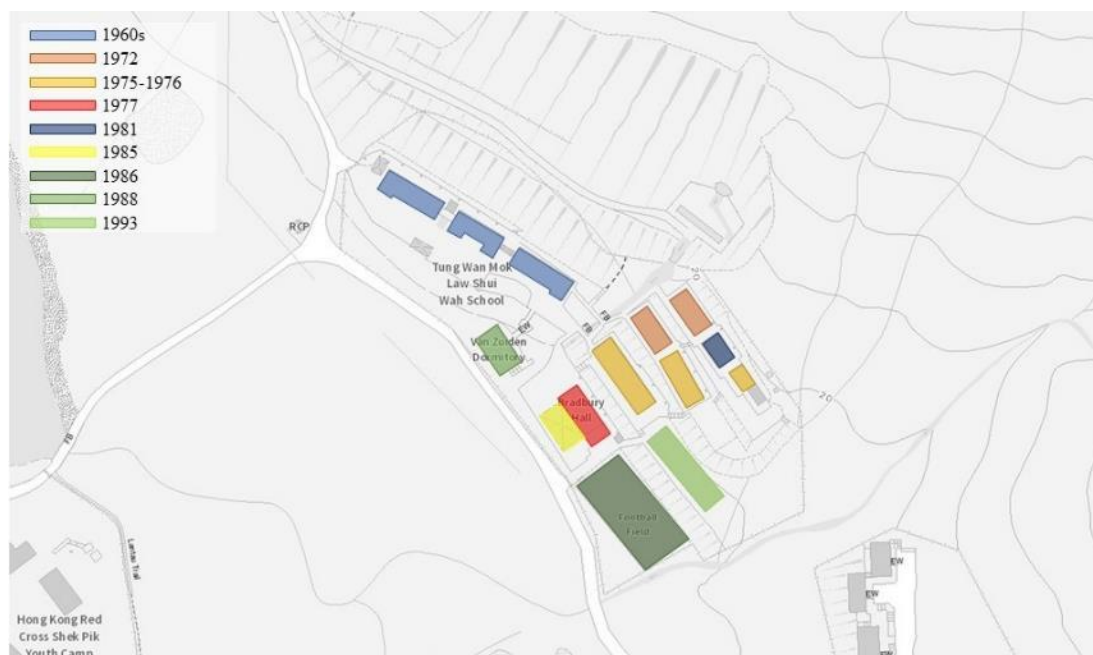 1960s
1972
1975-1976
1977
1981
1985
1986
1988
1993
RCP
Tung Wan Mok
Law Shui
Wah School
EW
FB
FB
20
Van Zuiden
Dormitory
Bradbury
Hall
20
FB
Football
Field
Lantau Trail
Hong Kong Red
Cross Shek Pik
Youth Camp
EW
EW
EW